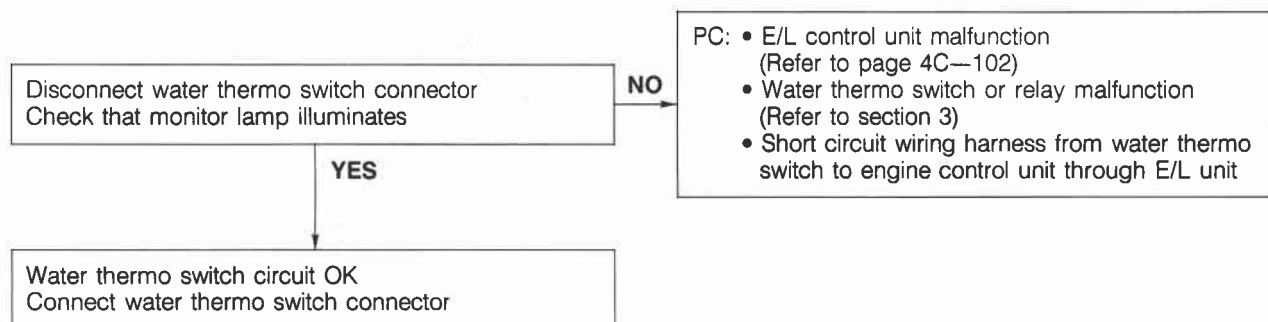 Disconnect water thermo switch connector
Check that monitor lamp illuminates
NO
PC: • E/L control unit malfunction
(Refer to page 4C—102)
• Water thermo switch or relay malfunction
(Refer to section 3)
• Short circuit wiring harness from water thermo
switch to engine control unit through E/L unit
YES
Water thermo switch circuit OK
Connect water thermo switch connector